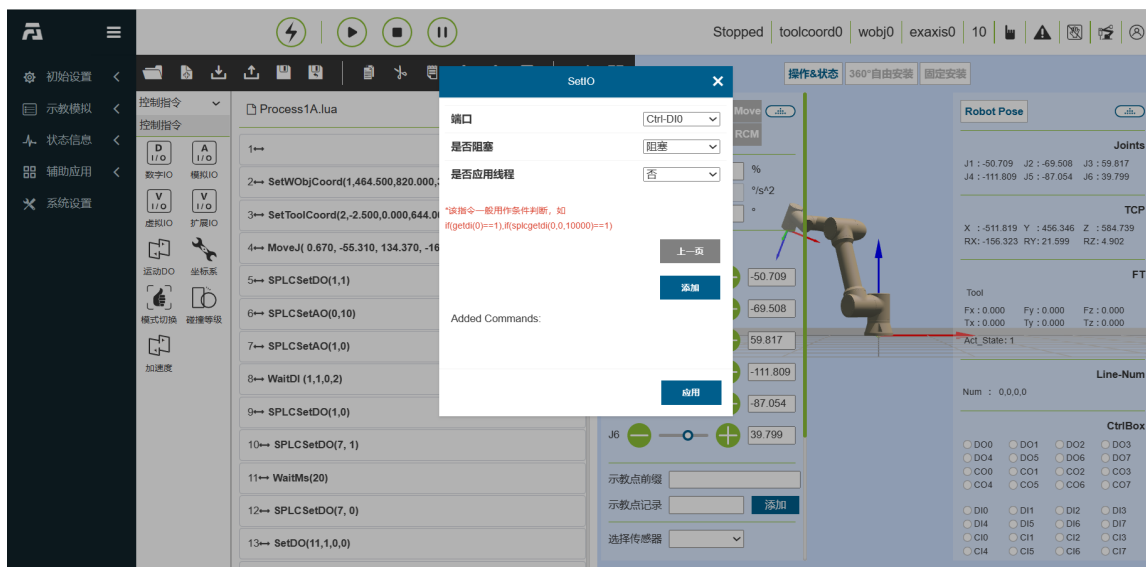 Stopped toolcoord0 wobj0 exaxis0 10
初始设置
示教模拟
状态信息
辅助应用
系统设置
控制指令
控制指令
D I/O
A I/O
数字IO 模拟IO
V I/O
V I/O
虚拟IO 扩展IO
运动DO 坐标系
模式切换 碰撞等级
加速度
Process1A.lua
1
2 SetWObjCoord(1,464.500,820.000,
3 SetToolCoord(2,-2.500,0.000,644.0
4 MoveJ( 0.670, -55.310, 134.370, -16
5 SPLCSetDO(1,1)
6 SPLCSetAO(0,10)
7 SPLCSetAO(1,0)
8 WaitDI (1,1,0,2)
9 SPLCSetDO(1,0)
10 SPLCSetDO(7, 1)
11 WaitMs(20)
12 SPLCSetDO(7, 0)
13 SetDO(11,1,0,0)
SetIO
端口 Ctrl-DI0
是否阻塞 阻塞
是否应用线程 否
*该指令一般用作条件判断，如
if(getdi(0)==1),if(splcgetdi(0,0,10000)==1)
上一页
添加
Added Commands:
应用
操作&状态 360°自由安装 固定安装
Move
RCM
%
°/s^2
°
-50.709
-69.508
59.817
-111.809
-87.054
J6 39.799
示教点前缀
示教点记录 添加
选择传感器
Robot Pose
Joints
J1 : -50.709 J2 : -69.508 J3 : 59.817
J4 : -111.809 J5 : -87.054 J6 : 39.799
TCP
X : -511.819 Y : 456.346 Z : 584.739
RX: -156.323 RY: 21.599 RZ: 4.902
FT
Tool
Fx : 0.000 Fy : 0.000 Fz : 0.000
Tx : 0.000 Ty : 0.000 Tz : 0.000
Act_State: 1
Line-Num
Num : 0,0,0,0
CtrlBox
DO0 DO1 DO2 DO3
DO4 DO5 DO6 DO7
CO0 CO1 CO2 CO3
CO4 CO5 CO6 CO7
DI0 DI1 DI2 DI3
DI4 DI5 DI6 DI7
CI0 CI1 CI2 CI3
CI4 CI5 CI6 CI7